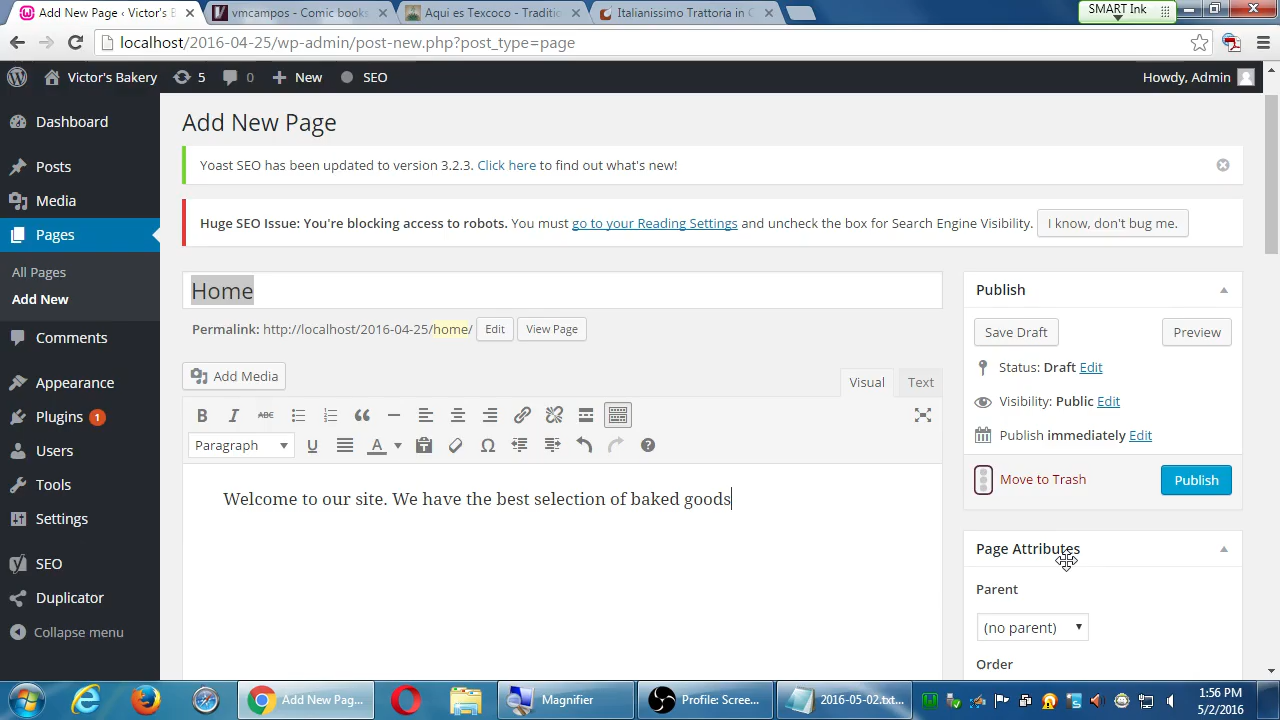 Add New Page ‹ Victor's B
vmcampos - Comic books
Aqui es Texcoco - Traditio
Italianissimo Trattoria in C
SMART Ink
localhost/2016-04-25/wp-admin/post-new.php?post_type=page
Victor's Bakery 5 0 New SEO Howdy, Admin
Dashboard
Posts
Media
Pages
All Pages
Add New
Comments
Appearance
Plugins 1
Users
Tools
Settings
SEO
Duplicator
Collapse menu
Add New Page
Yoast SEO has been updated to version 3.2.3. Click here to find out what's new!
Huge SEO Issue: You're blocking access to robots. You must go to your Reading Settings and uncheck the box for Search Engine Visibility. I know, don't bug me.
Home
Permalink: http://localhost/2016-04-25/home/ Edit View Page
Add Media
Visual Text
B I ABC
Paragraph U A
Welcome to our site. We have the best selection of baked goods
Publish
Save Draft Preview
Status: Draft Edit
Visibility: Public Edit
Publish immediately Edit
Move to Trash Publish
Page Attributes
Parent
(no parent)
Order
Add New Pag...
Magnifier
Profile: Scree...
2016-05-02.txt...
1:56 PM
5/2/2016